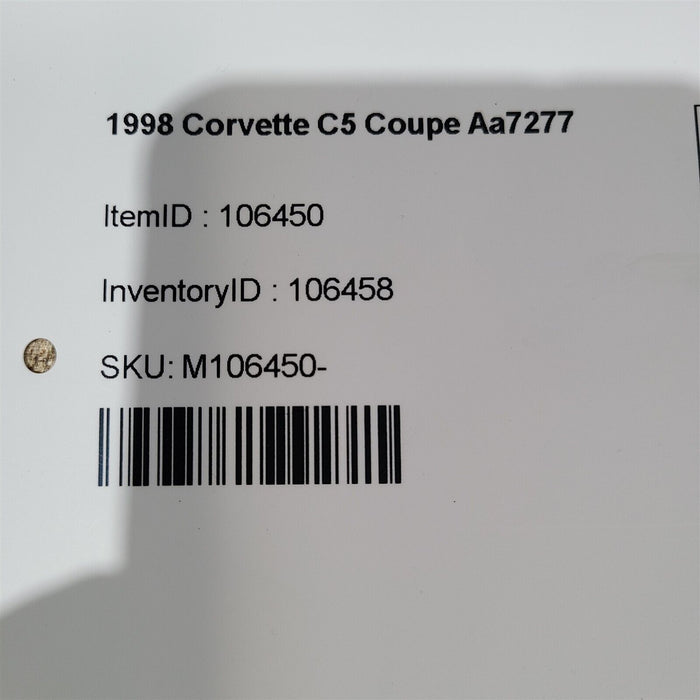 1998 Corvette C5 Coupe Aa7277
ItemID : 106450
InventoryID : 106458
SKU: M106450-